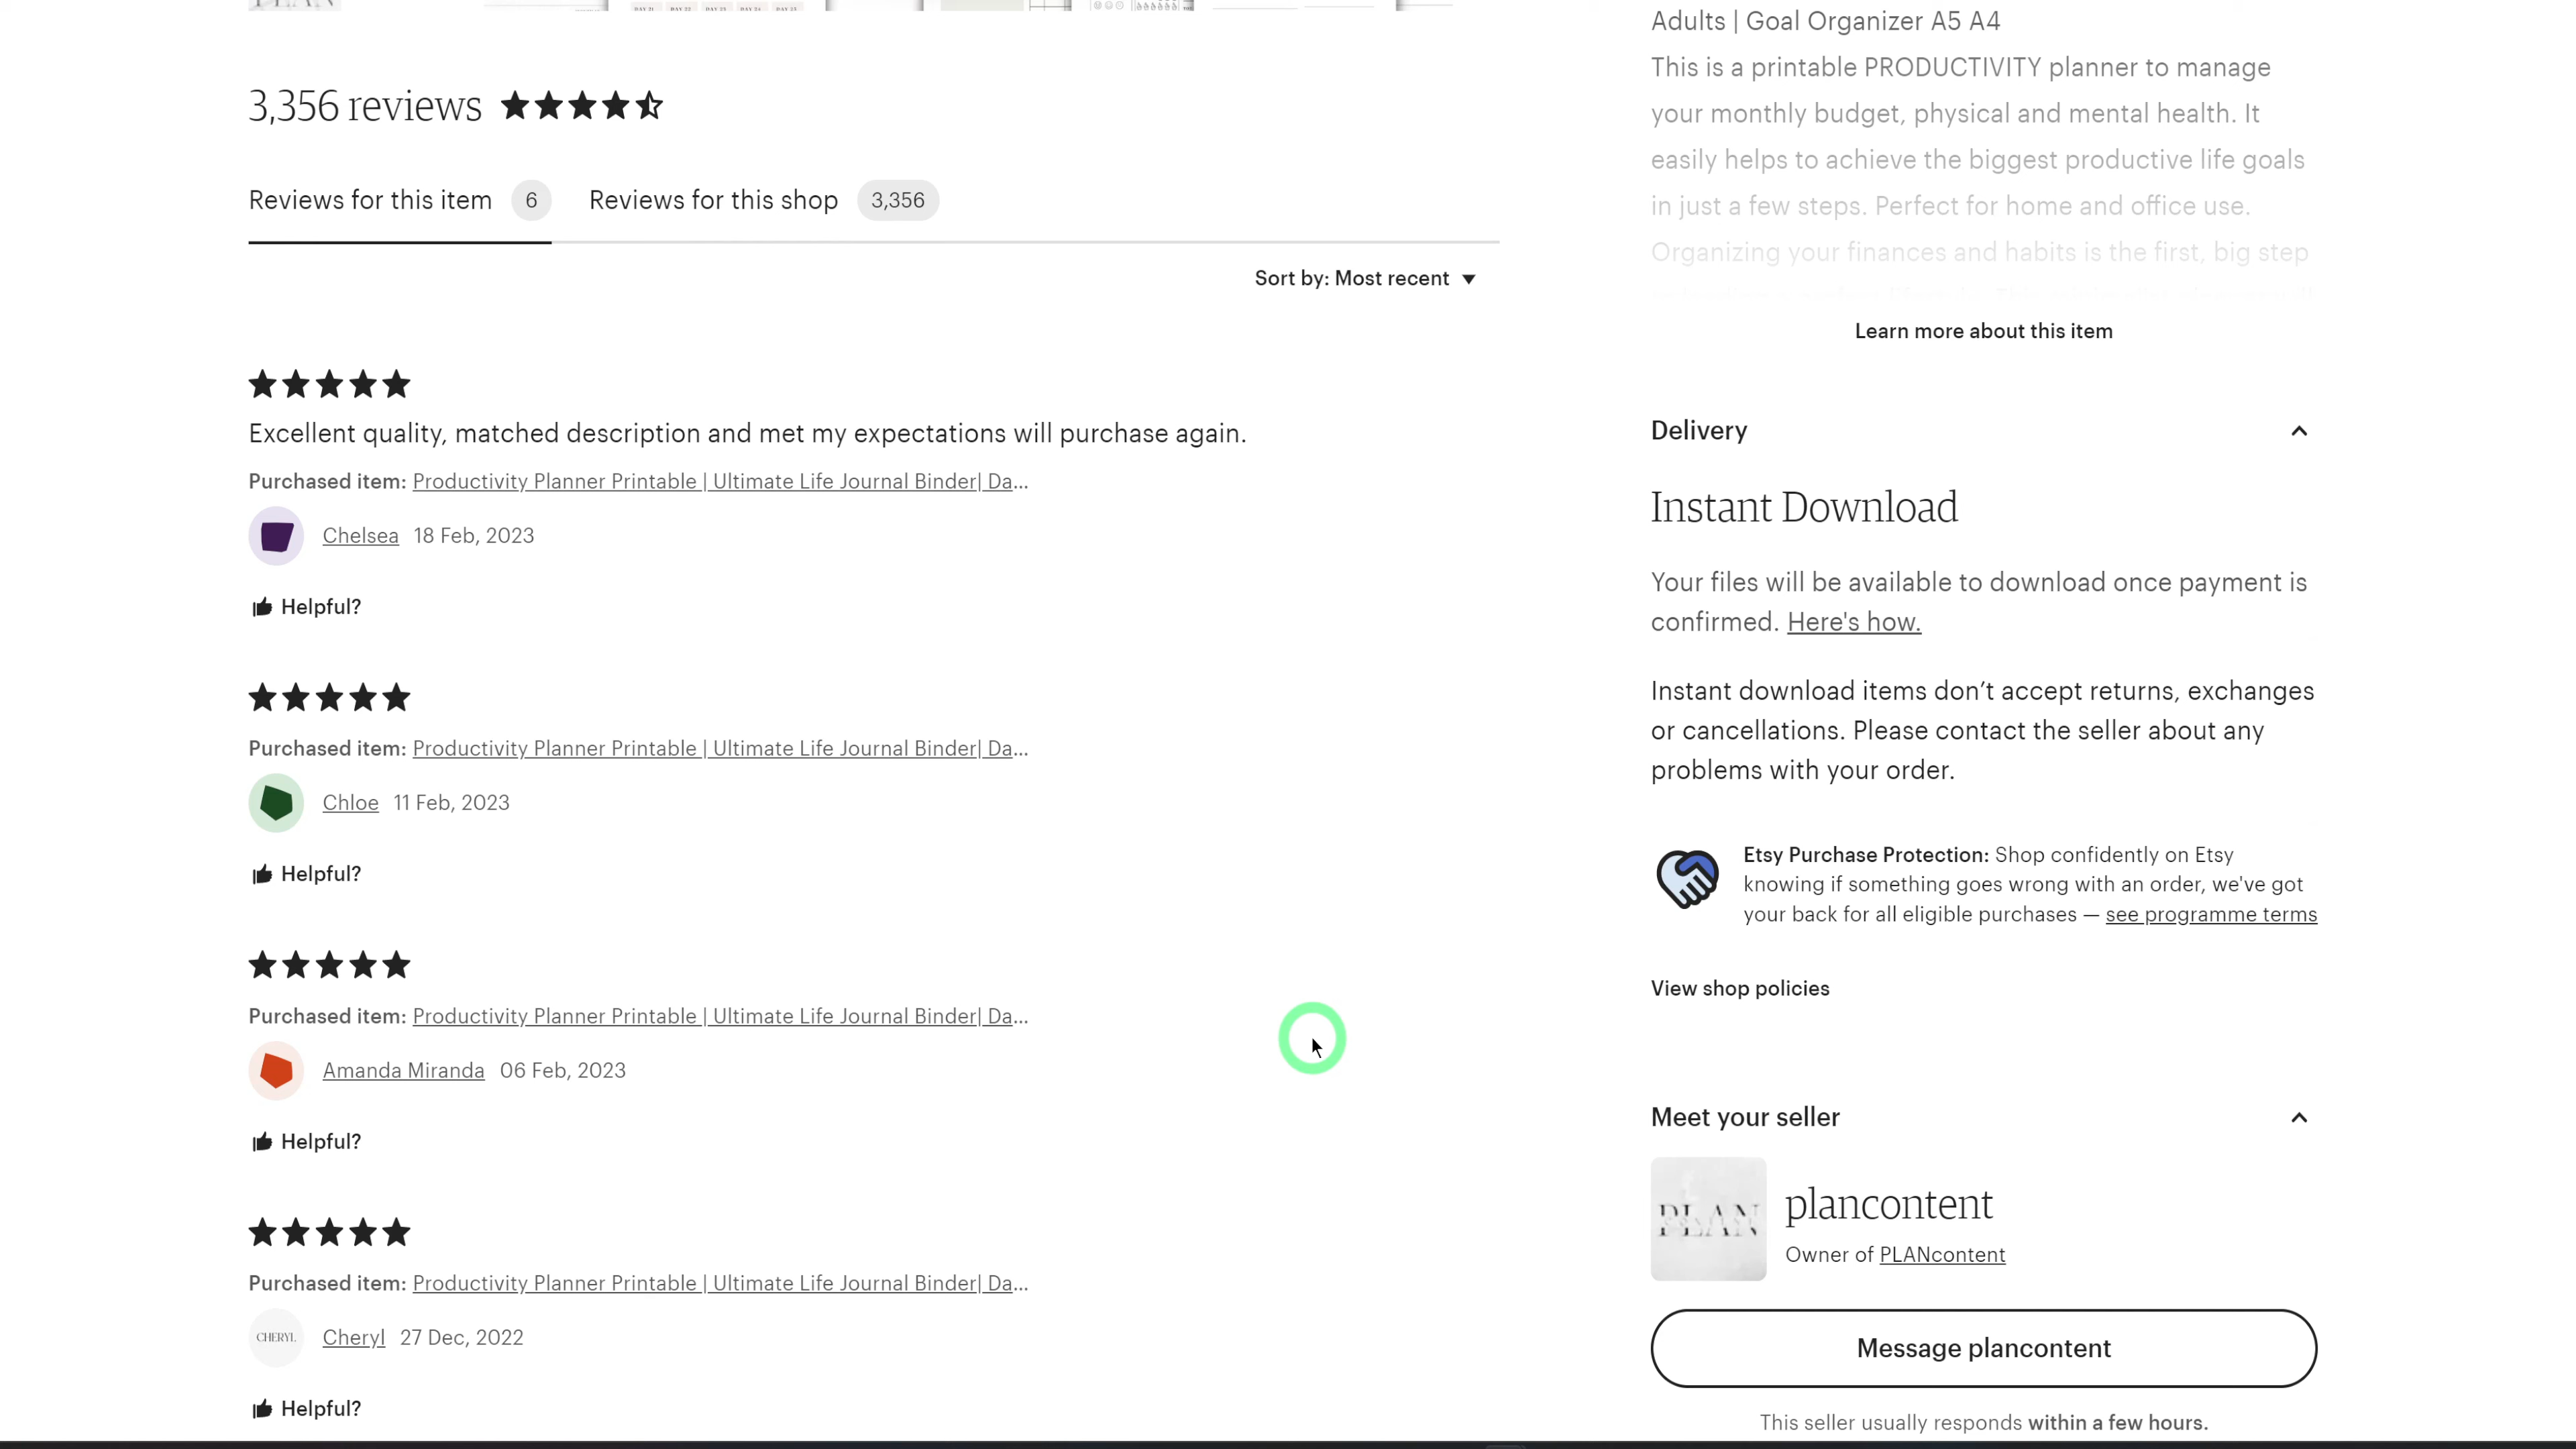 PLAN
DAY 21 DAY 22 DAY 23 DAY 24 DAY 25
3,356 reviews
Reviews for this item 6 Reviews for this shop 3,356
Sort by: Most recent
Excellent quality, matched description and met my expectations will purchase again.
Purchased item: Productivity Planner Printable | Ultimate Life Journal Binder| Da...
Chelsea 18 Feb, 2023
Helpful?
Purchased item: Productivity Planner Printable | Ultimate Life Journal Binder| Da...
Chloe 11 Feb, 2023
Helpful?
Purchased item: Productivity Planner Printable | Ultimate Life Journal Binder| Da...
Amanda Miranda 06 Feb, 2023
Helpful?
Purchased item: Productivity Planner Printable | Ultimate Life Journal Binder| Da...
CHERYL
Cheryl 27 Dec, 2022
Helpful?
Adults | Goal Organizer A5 A4
This is a printable PRODUCTIVITY planner to manage
your monthly budget, physical and mental health. It
easily helps to achieve the biggest productive life goals
in just a few steps. Perfect for home and office use.
Organizing your finances and habits is the first, big step
Learn more about this item
Delivery
Instant Download
Your files will be available to download once payment is
confirmed. Here's how.
Instant download items don’t accept returns, exchanges
or cancellations. Please contact the seller about any
problems with your order.
Etsy Purchase Protection: Shop confidently on Etsy
knowing if something goes wrong with an order, we've got
your back for all eligible purchases — see programme terms
View shop policies
Meet your seller
PLAN
plancontent
Owner of PLANcontent
Message plancontent
This seller usually responds within a few hours.